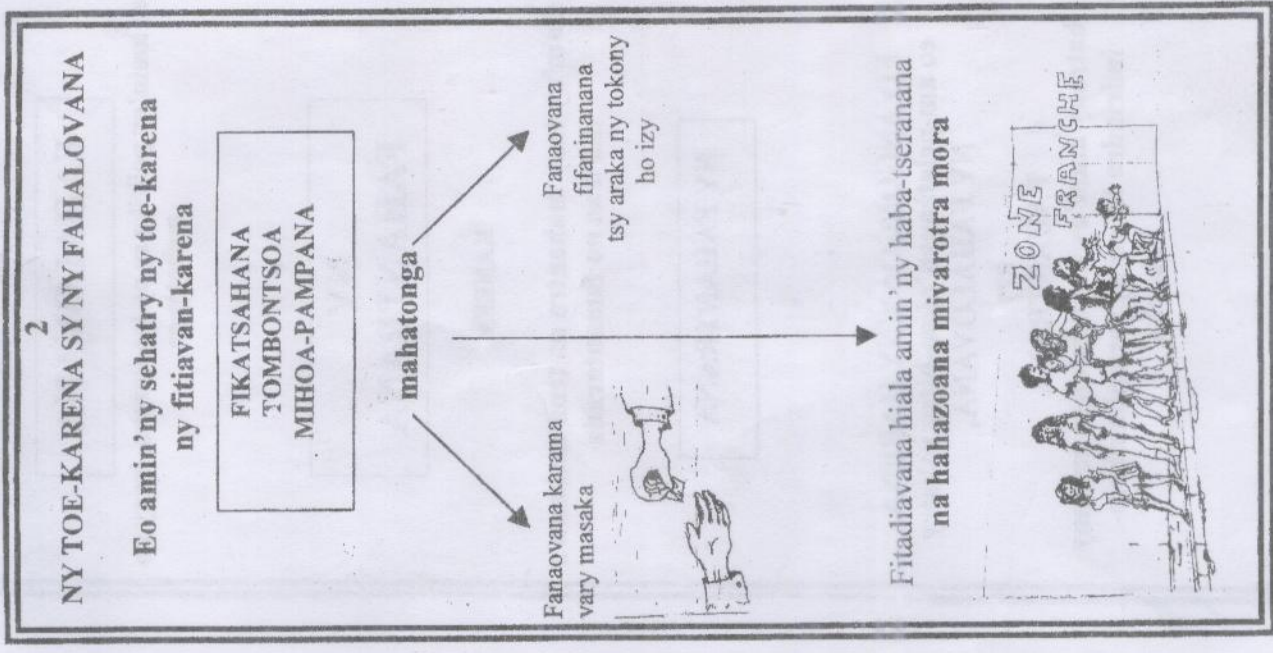 2
NY TOE-KARENA SY NY FAHALOVANA
Eo amin'ny sehatry ny toe-karena
ny fitiavan-karena
FIKATSAHANA
TOMBONTSOA
MIHOA-PAMPANA
mahatonga
Fanaovana karama
vary masaka
Fanaovana
fifaninanana
tsy araka ny tokony
ho izy
Fitadiavana hiala amin'ny haba-tseranana
na hahazoana mivarotra mora
ZONE
FRANCHE